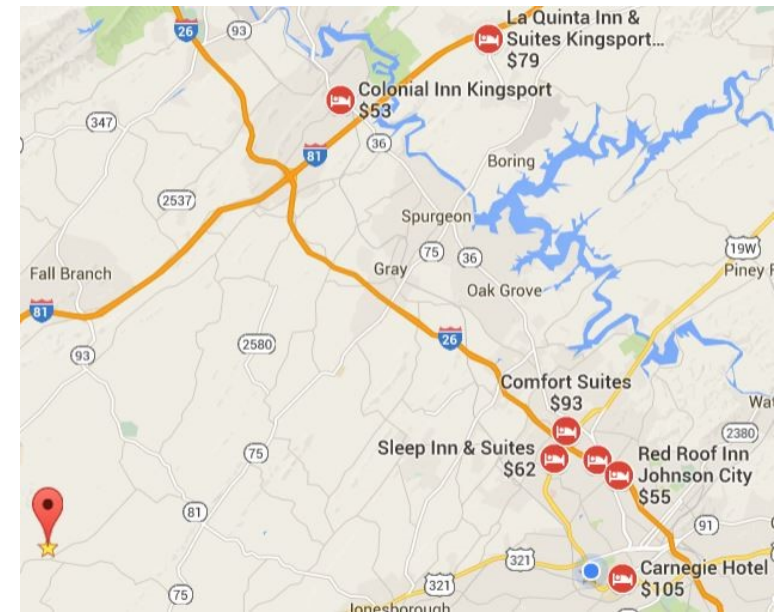 La Quinta Inn &
Suites Kingsport...
$79
26
93
Colonial Inn Kingsport
$53
347
36
81
Boring
2537
Spurgeon
75
36
19W
Gray
Fall Branch
Piney
Oak Grove
81
26
2580
93
Comfort Suites
$93
2380
75
Sleep Inn & Suites
$62
Red Roof Inn
Johnson City
$55
81
91
321
Carnegie Hotel
$105
321
75
Jonesborough